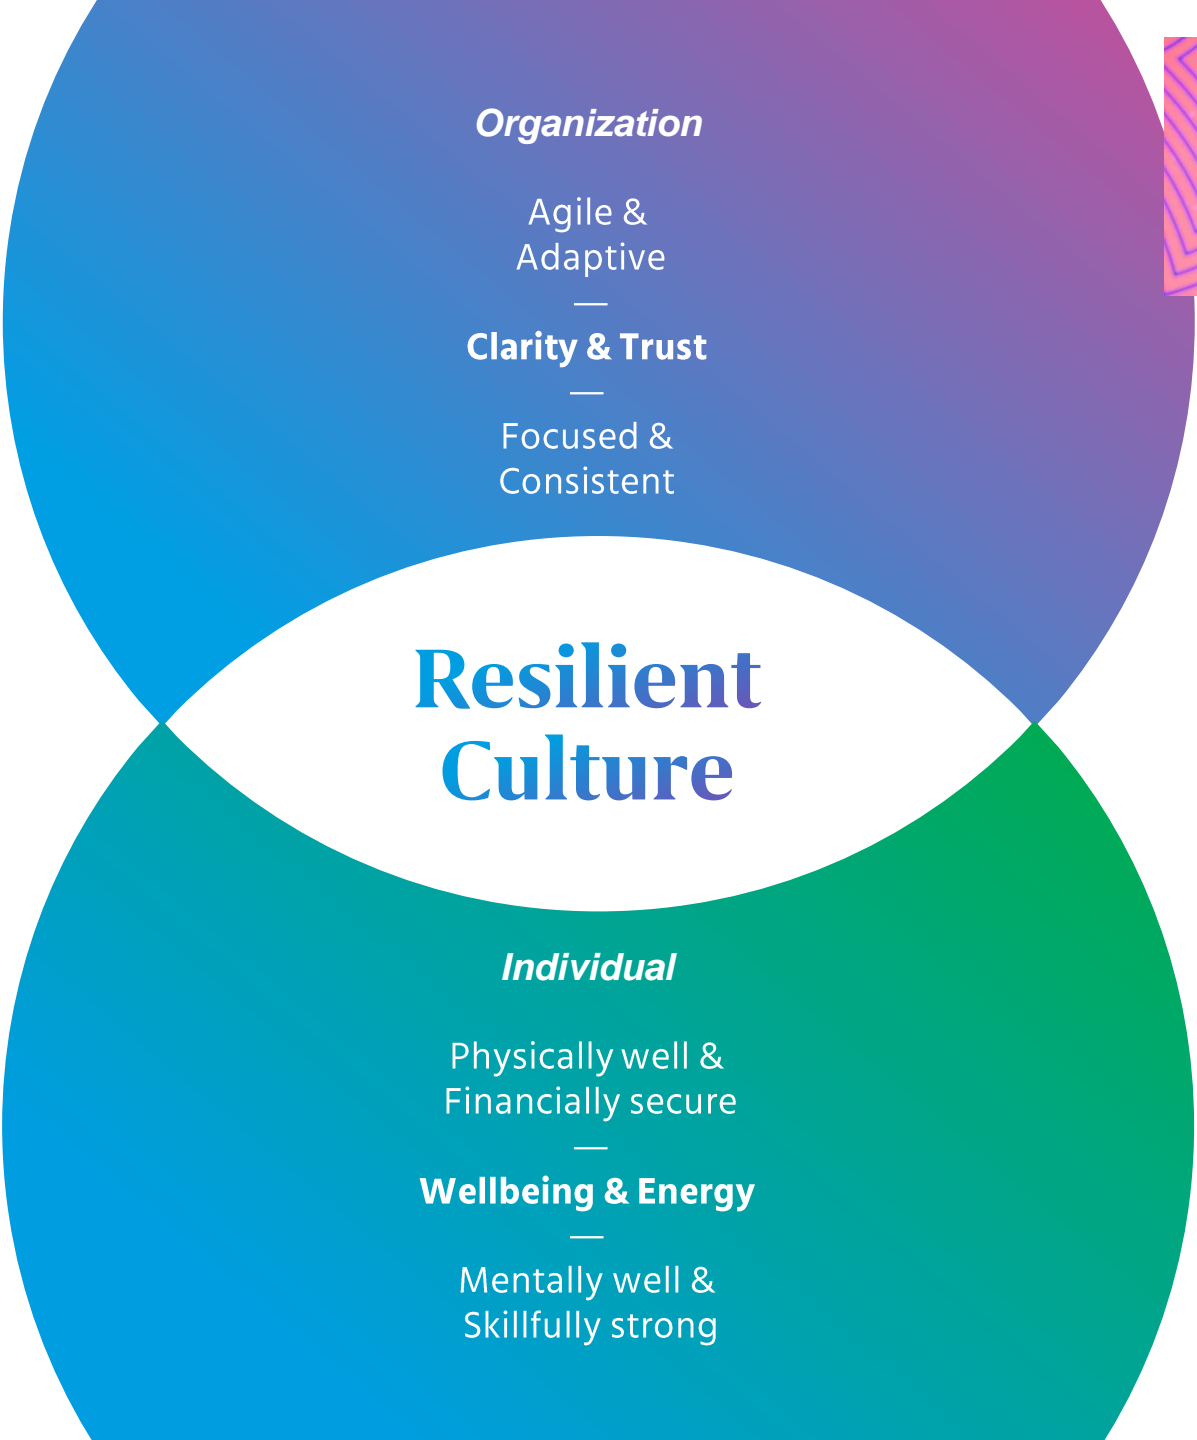 Organization
Agile &
Adaptive
—
Clarity & Trust
—
Focused &
Consistent
Resilient
Culture
Individual
Physically well &
Financially secure
—
Wellbeing & Energy
—
Mentally well &
Skillfully strong